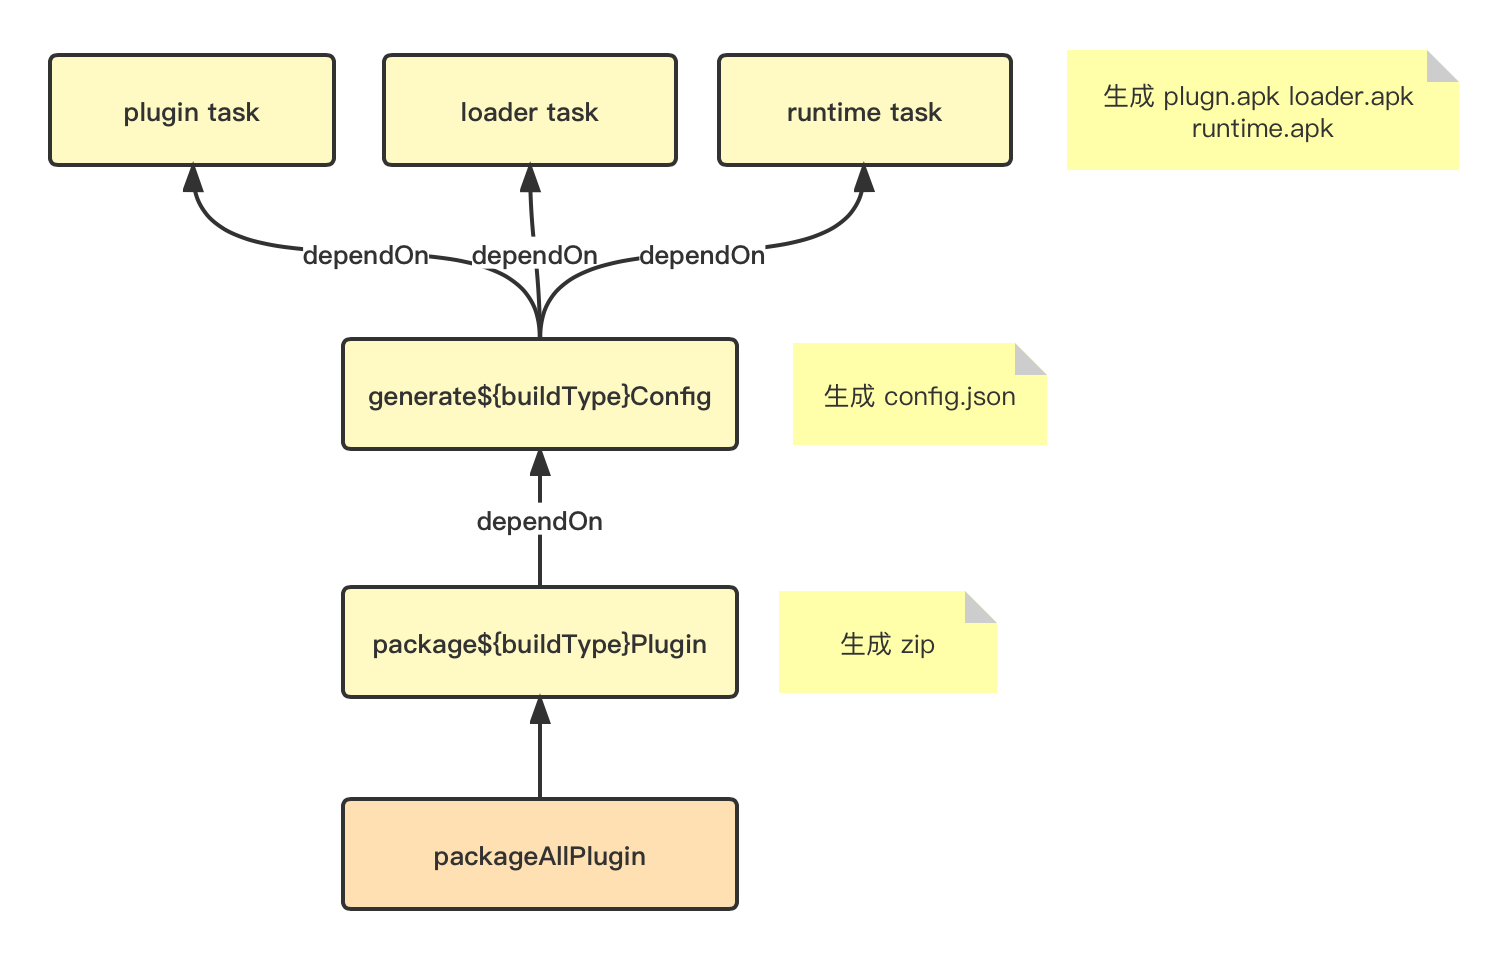 plugin task
loader task
runtime task
生成 plugn.apk loader.apk
runtime.apk
dependOn
dependOn
dependOn
generate${buildType}Config
生成 config.json
dependOn
package${buildType}Plugin
生成 zip
packageAllPlugin